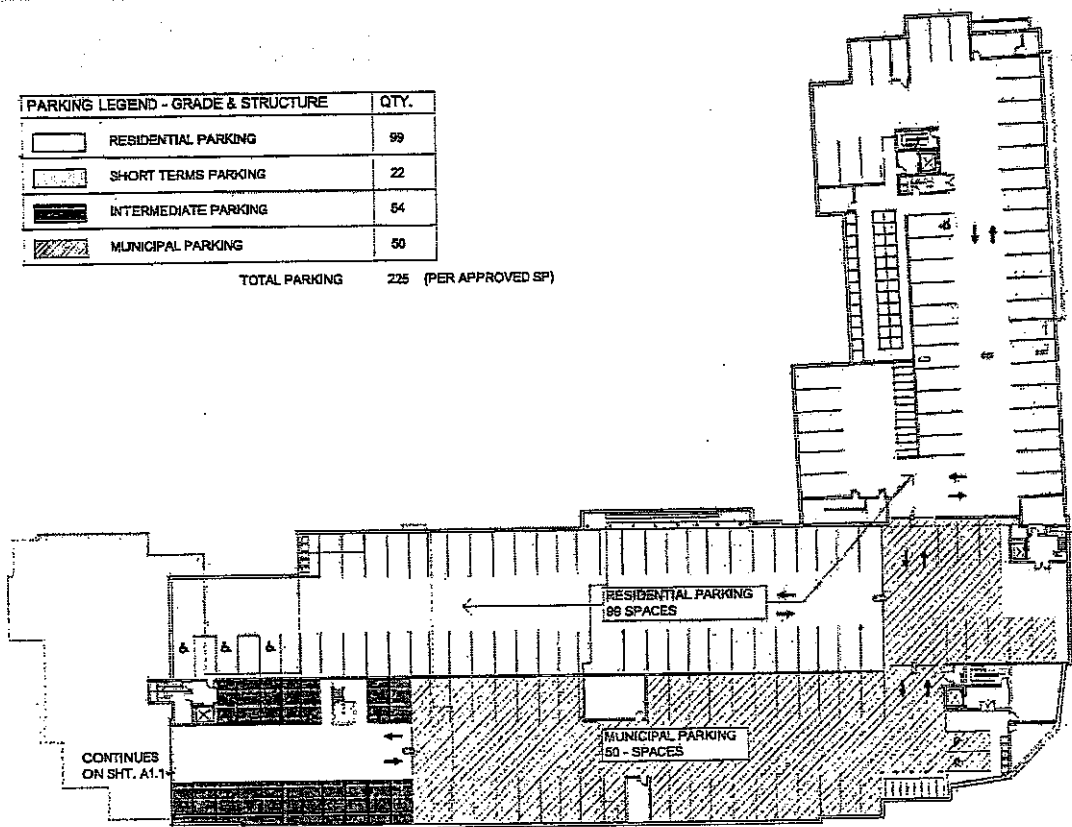 PARKING LEGEND - GRADE & STRUCTURE QTY.
RESIDENTIAL PARKING 99
SHORT TERMS PARKING 22
INTERMEDIATE PARKING 54
MUNICIPAL PARKING 50
TOTAL PARKING 225 (PER APPROVED SP)
RESIDENTIAL PARKING
99 SPACES
MUNICIPAL PARKING
50 - SPACES
CONTINUES
ON SHT. A1.1